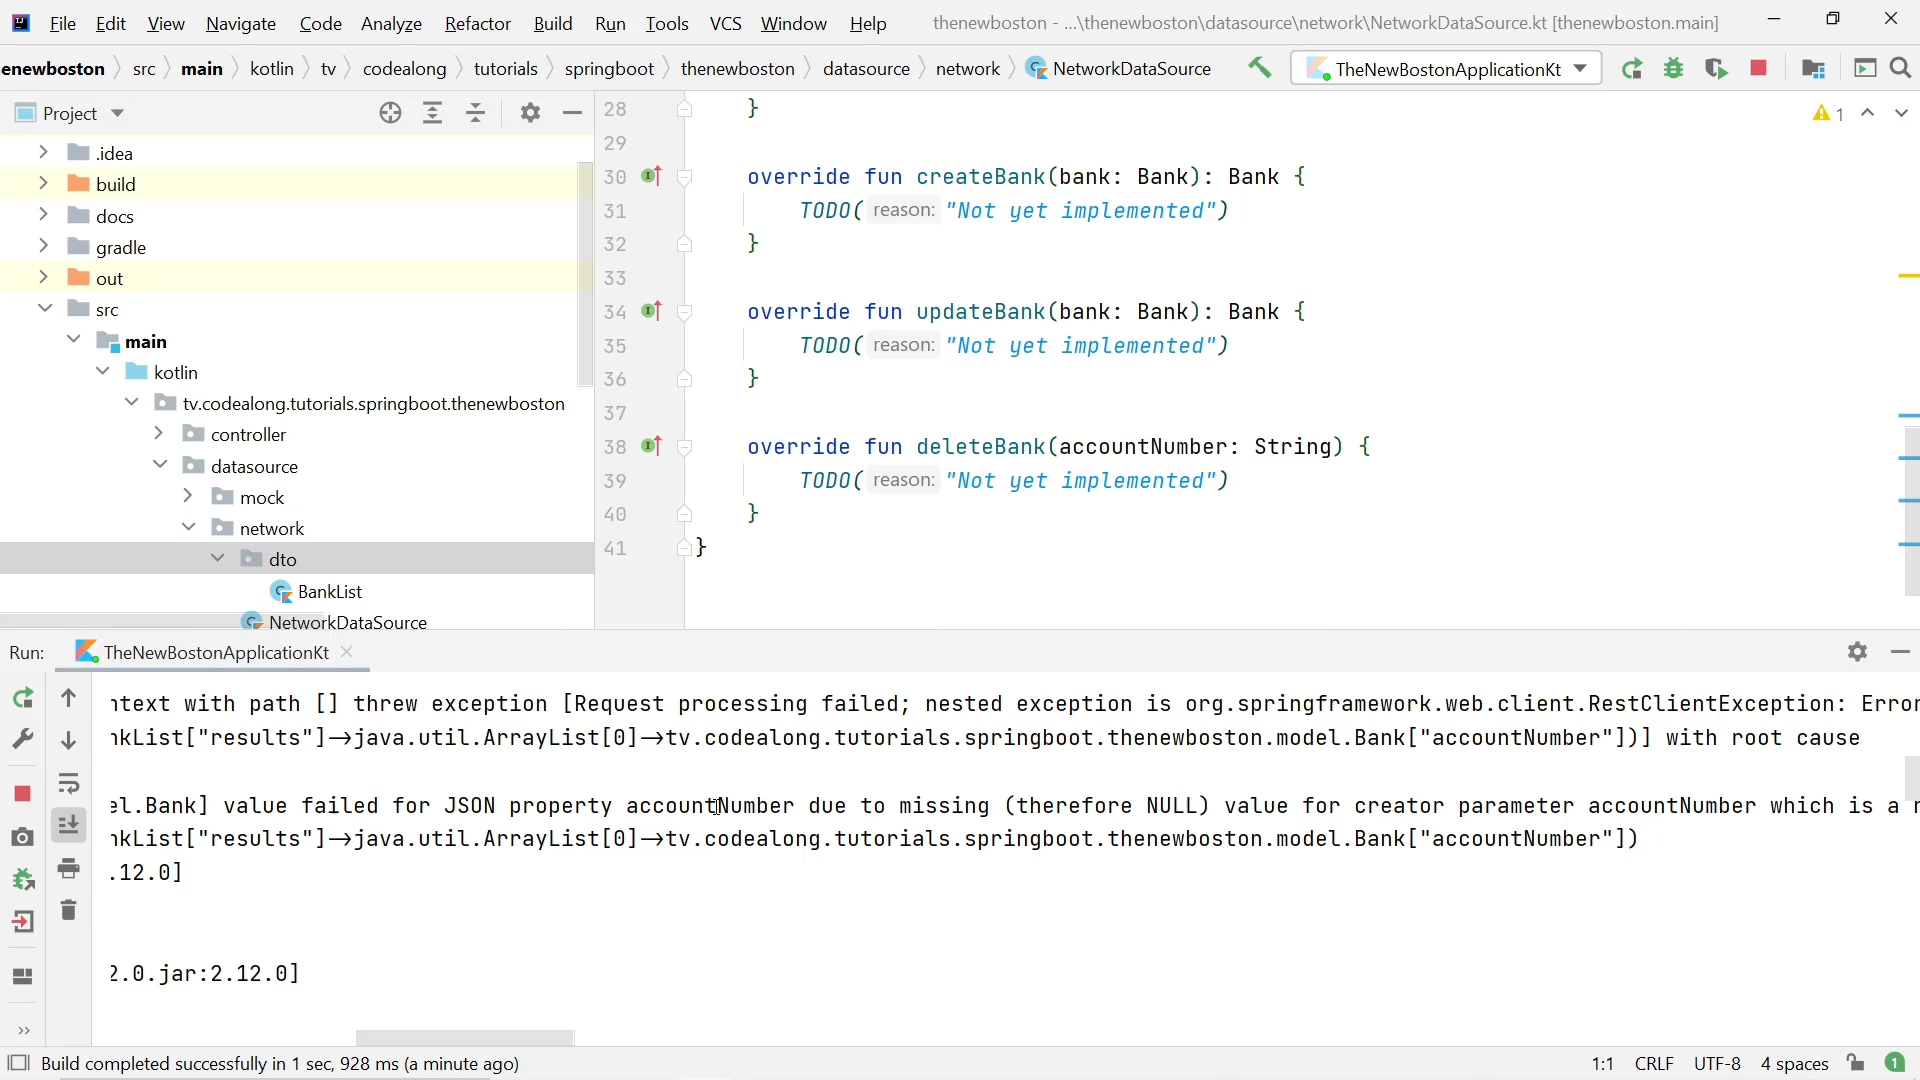 File Edit View Navigate Code Analyze Refactor Build Run Tools VCS Window Help thenewboston - ...\thenewboston\datasource\network\NetworkDataSource.kt [thenewboston.main]
enewboston src main kotlin tv codealong tutorials springboot thenewboston datasource network NetworkDataSource TheNewBostonApplicationKt
Project
.idea
build
docs
gradle
out
src
main
kotlin
tv.codealong.tutorials.springboot.thenewboston
controller
datasource
mock
network
dto
BankList
NetworkDataSource
28 }
29
30 override fun createBank(bank: Bank): Bank {
31 TODO( reason: "Not yet implemented")
32 }
33
34 override fun updateBank(bank: Bank): Bank {
35 TODO( reason: "Not yet implemented")
36 }
37
38 override fun deleteBank(accountNumber: String) {
39 TODO( reason: "Not yet implemented")
40 }
41 }
1
Run: TheNewBostonApplicationKt
ntext with path [] threw exception [Request processing failed; nested exception is org.springframework.web.client.RestClientException: Error
nkList["results"]->java.util.ArrayList[0]->tv.codealong.tutorials.springboot.thenewboston.model.Bank["accountNumber"])] with root cause
el.Bank] value failed for JSON property accountNumber due to missing (therefore NULL) value for creator parameter accountNumber which is a n
nkList["results"]->java.util.ArrayList[0]->tv.codealong.tutorials.springboot.thenewboston.model.Bank["accountNumber"])
.12.0]
2.0.jar:2.12.0]
Build completed successfully in 1 sec, 928 ms (a minute ago) 1:1 CRLF UTF-8 4 spaces 1